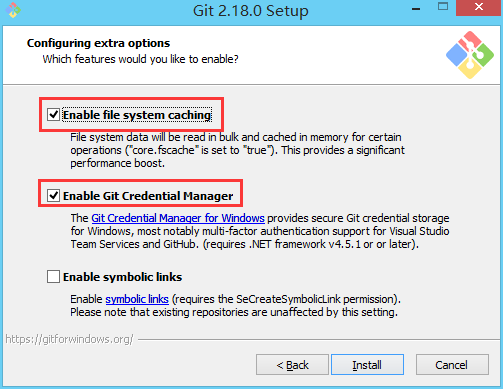 Git 2.18.0 Setup
Configuring extra options
Which features would you like to enable?
Enable file system caching
File system data will be read in bulk and cached in memory for certain
operations ("core.fscache" is set to "true"). This provides a significant
performance boost.
Enable Git Credential Manager
The Git Credential Manager for Windows provides secure Git credential storage
for Windows, most notably multi-factor authentication support for Visual Studio
Team Services and GitHub. (requires .NET framework v4.5.1 or or later).
Enable symbolic links
Enable symbolic links (requires the SeCreateSymbolicLink permission).
Please note that existing repositories are unaffected by this setting.
https://gitforwindows.org/
< Back
Install
Cancel